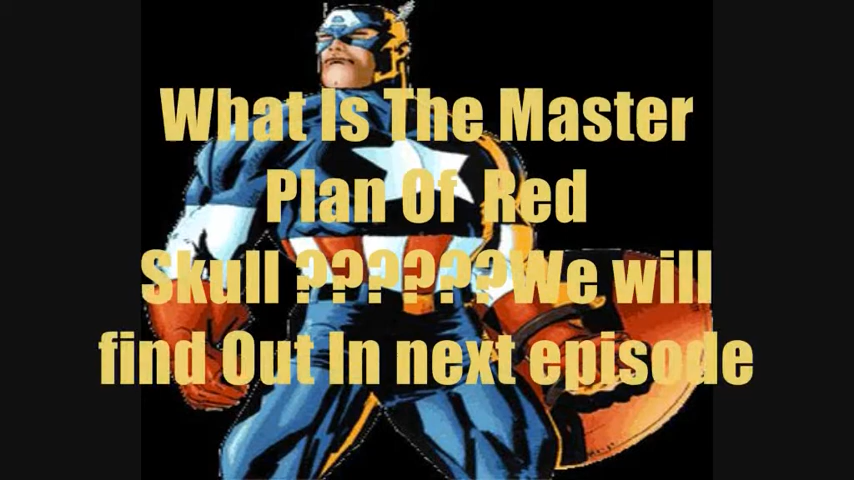 What Is The Master
Plan Of  Red
Skull ??????We will
find Out In next episode